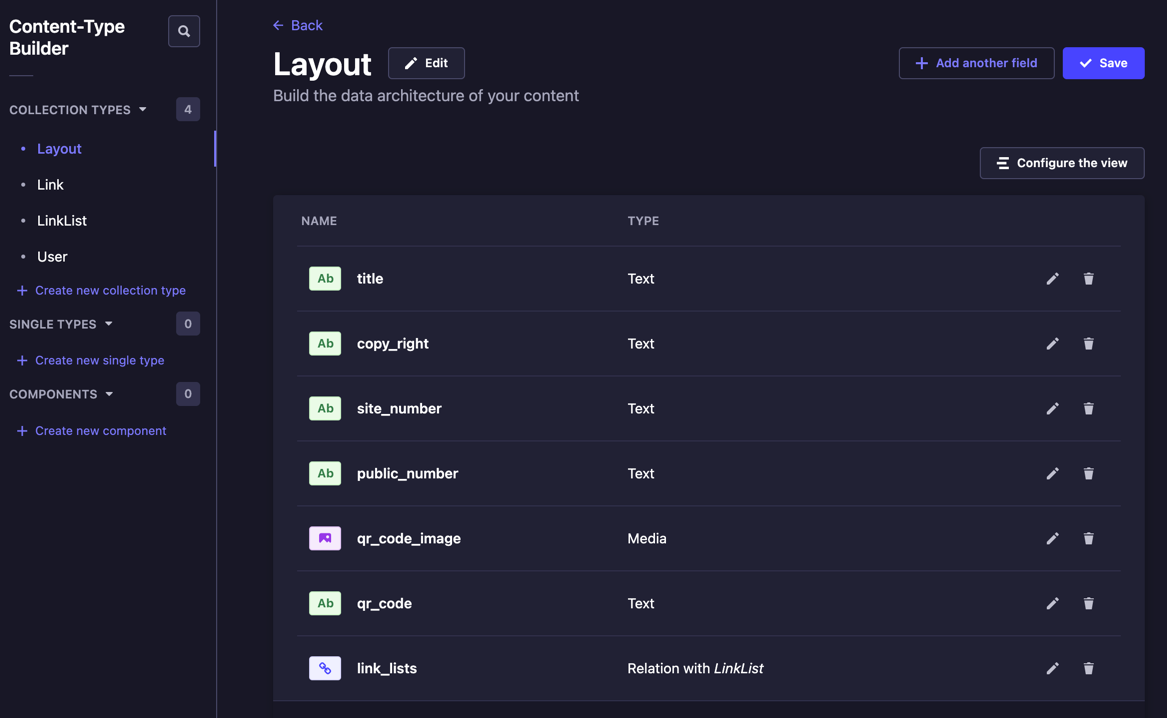 Content-Type
Builder
COLLECTION TYPES 4
Layout
Link
LinkList
User
Create new collection type
SINGLE TYPES 0
Create new single type
COMPONENTS 0
Create new component
Back
Layout Edit
Add another field Save
Build the data architecture of your content
Configure the view
NAME TYPE
Ab title Text
Ab copy_right Text
Ab site_number Text
Ab public_number Text
qr_code_image Media
Ab qr_code Text
link_lists Relation with LinkList